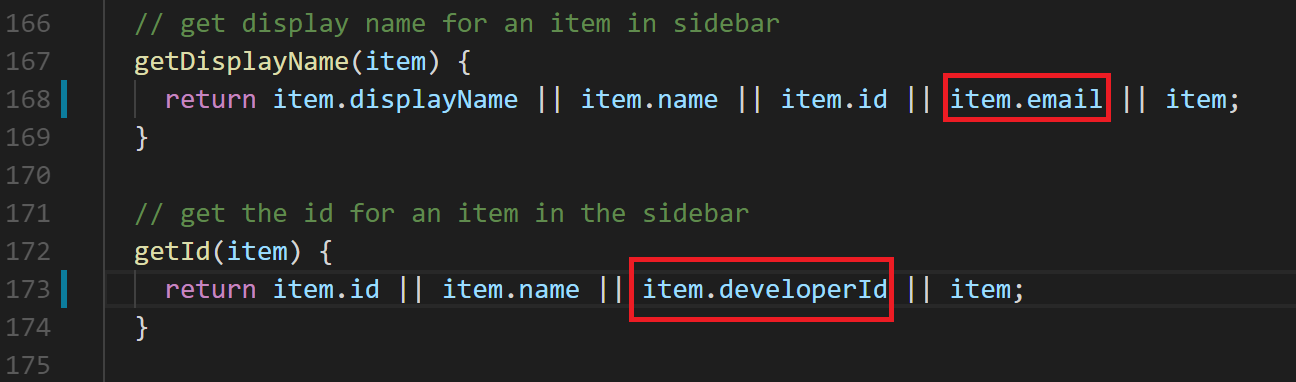 166 // get display name for an item in sidebar
167 getDisplayName(item) {
168 return item.displayName || item.name || item.id || item.email || item;
169 }
170
171 // get the id for an item in the sidebar
172 getId(item) {
173 return item.id || item.name || item.developerId || item;
174 }
175